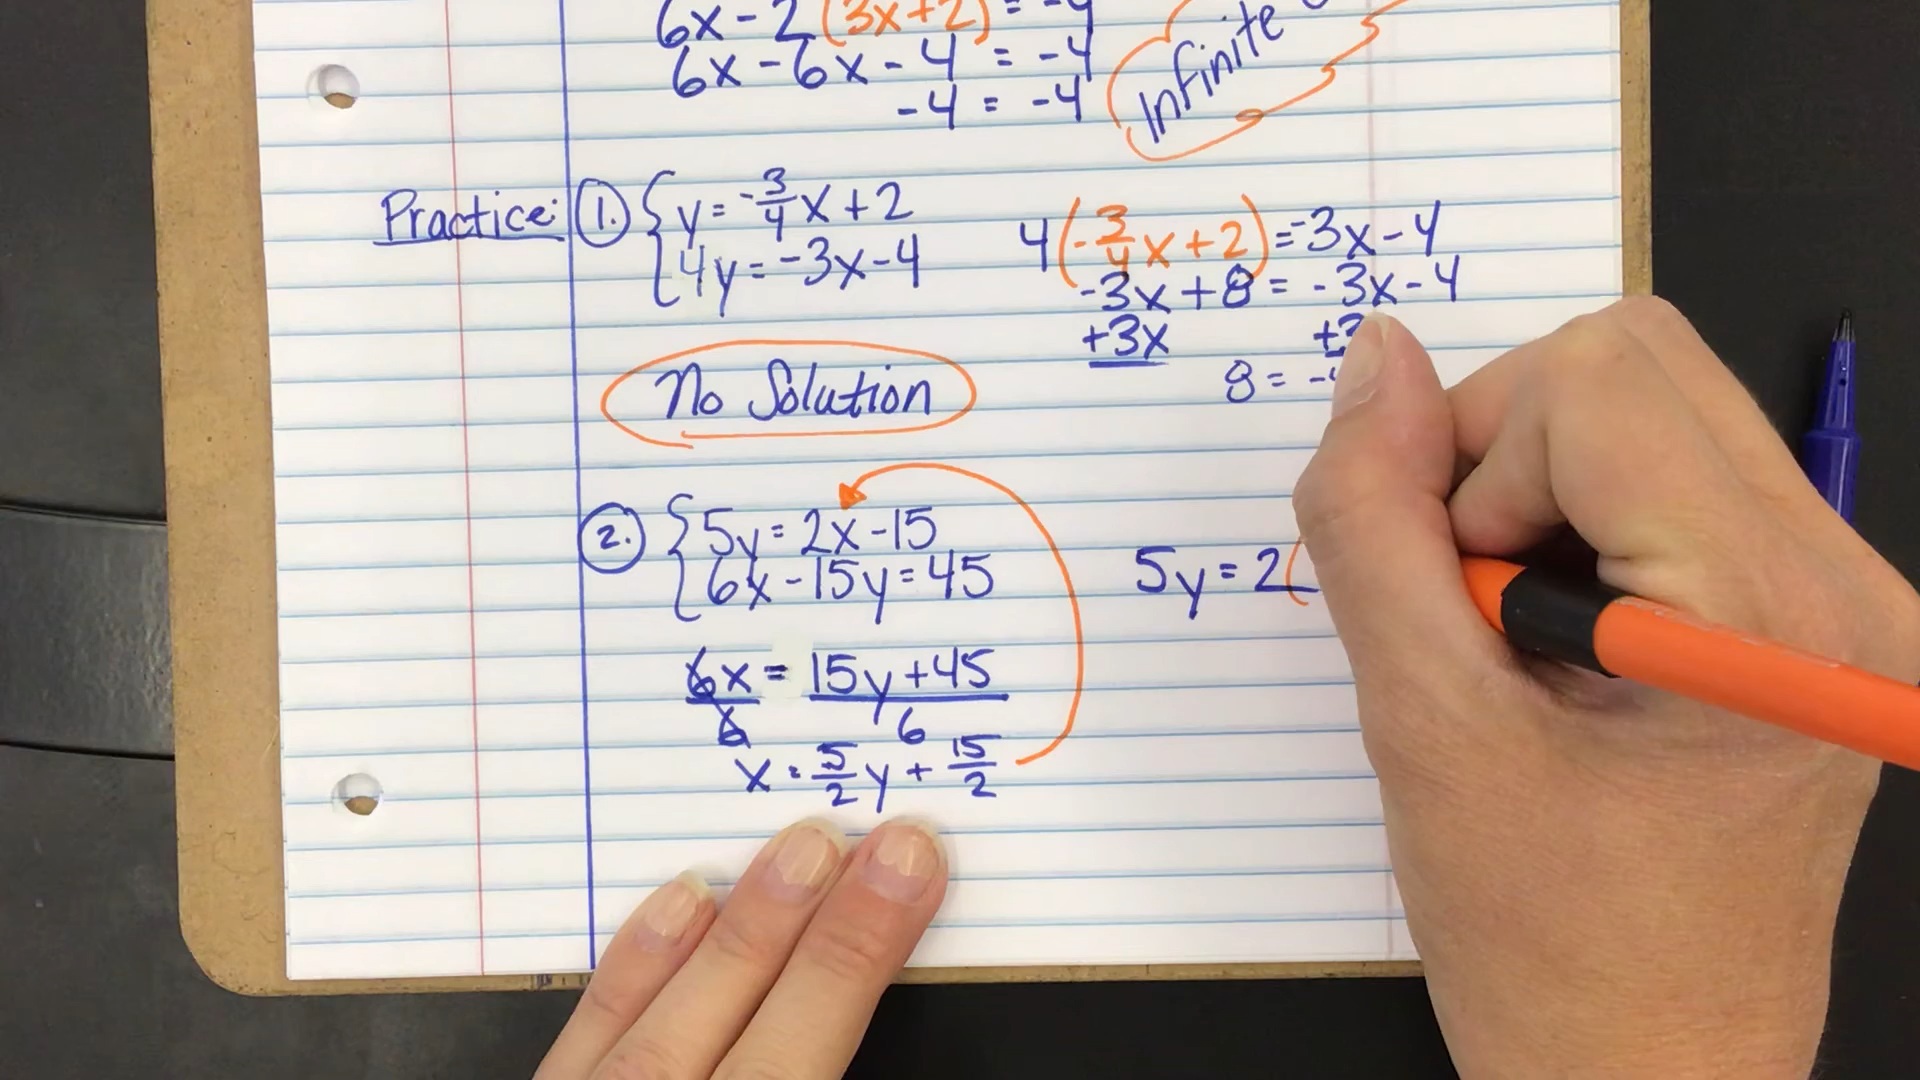 6x - 2(3x+2) = -4
6x - 6x - 4 = -4
-4 = -4
Infinite
Practice: 1. { y = -3/4 x + 2
4y = -3x - 4
4(-3/4 x + 2) = -3x - 4
-3x + 8 = -3x - 4
+3x +3
8 = -4
No Solution
2. { 5y = 2x - 15
6x - 15y = 45
6x = 15y + 45
6 6
x = 5/2 y + 15/2
5y = 2(